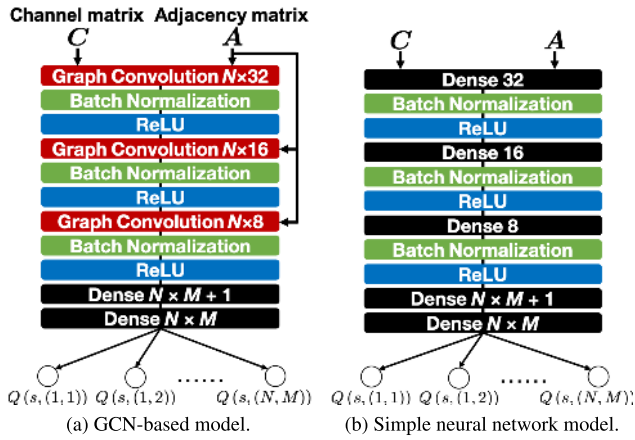 Channel matrix Adjacency matrix
C A
Graph Convolution N×32
Batch Normalization
ReLU
Graph Convolution N×16
Batch Normalization
ReLU
Graph Convolution N×8
Batch Normalization
ReLU
Dense N × M + 1
Dense N × M
Q (s, (1, 1)) Q (s, (1, 2)) ...... Q (s, (N, M))
(a) GCN-based model.
C A
Dense 32
Batch Normalization
ReLU
Dense 16
Batch Normalization
ReLU
Dense 8
Batch Normalization
ReLU
Dense N × M + 1
Dense N × M
Q (s, (1, 1)) Q (s, (1, 2)) ...... Q (s, (N, M))
(b) Simple neural network model.